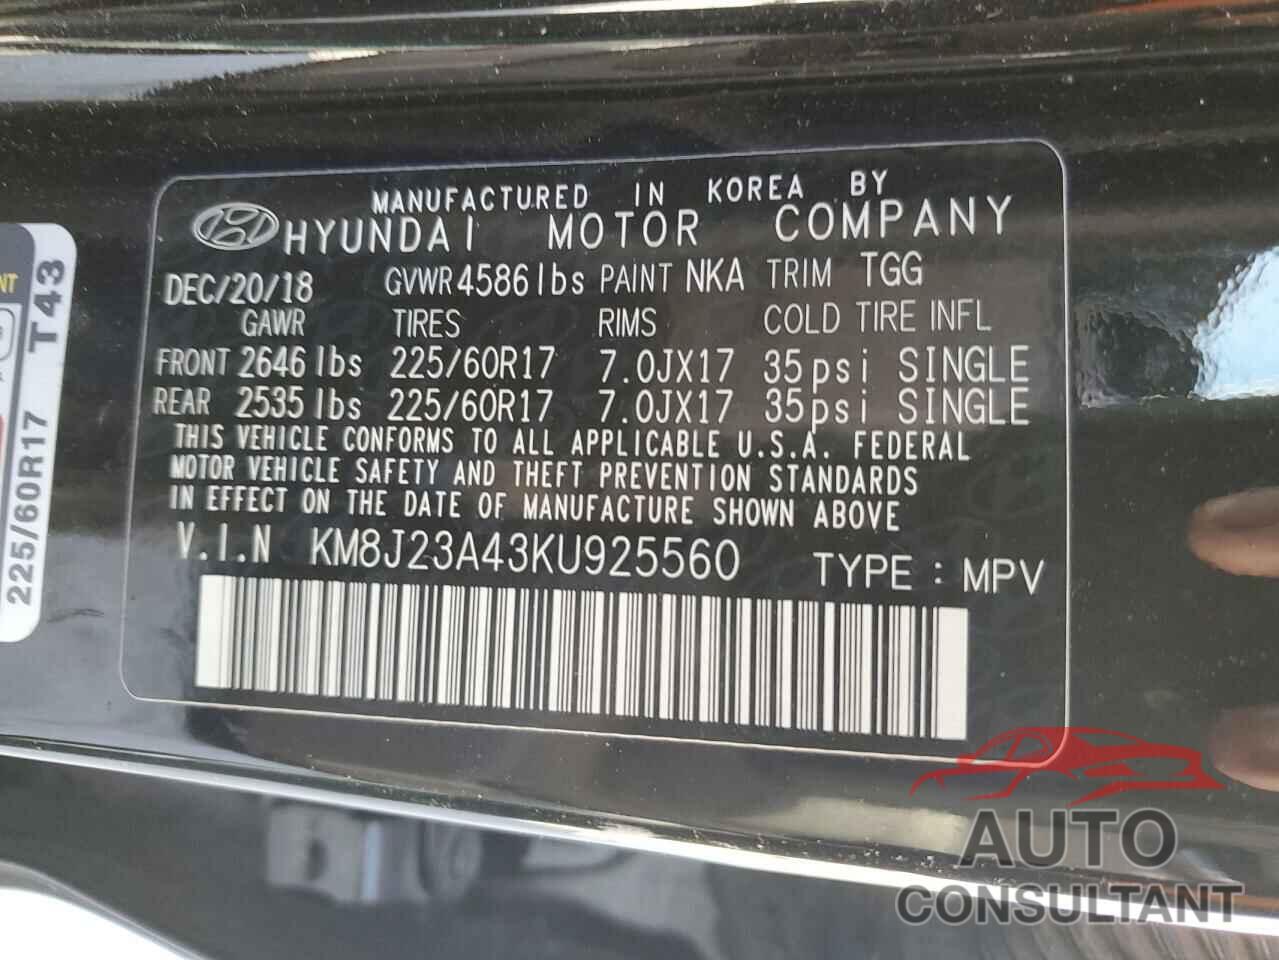 MANUFACTURED IN KOREA BY
HYUNDAI MOTOR COMPANY
DEC/20/18 GVWR 4586 lbs PAINT NKA TRIM TGG
GAWR TIRES RIMS COLD TIRE INFL
FRONT 2646 lbs 225/60R17 7.0JX17 35psi SINGLE
REAR 2535 lbs 225/60R17 7.0JX17 35psi SINGLE
THIS VEHICLE CONFORMS TO ALL APPLICABLE U.S.A. FEDERAL
MOTOR VEHICLE SAFETY AND THEFT PREVENTION STANDARDS
IN EFFECT ON THE DATE OF MANUFACTURE SHOWN ABOVE
V.I.N KM8J23A43KU925560 TYPE : MPV
225/60R17 T43
AUTO
CONSULTANT